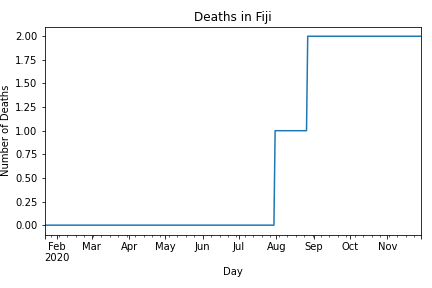 Deaths in Fiji
Number of Deaths
2.00
1.75
1.50
1.25
1.00
0.75
0.50
0.25
0.00
Feb Mar Apr May Jun Jul Aug Sep Oct Nov
2020
Day